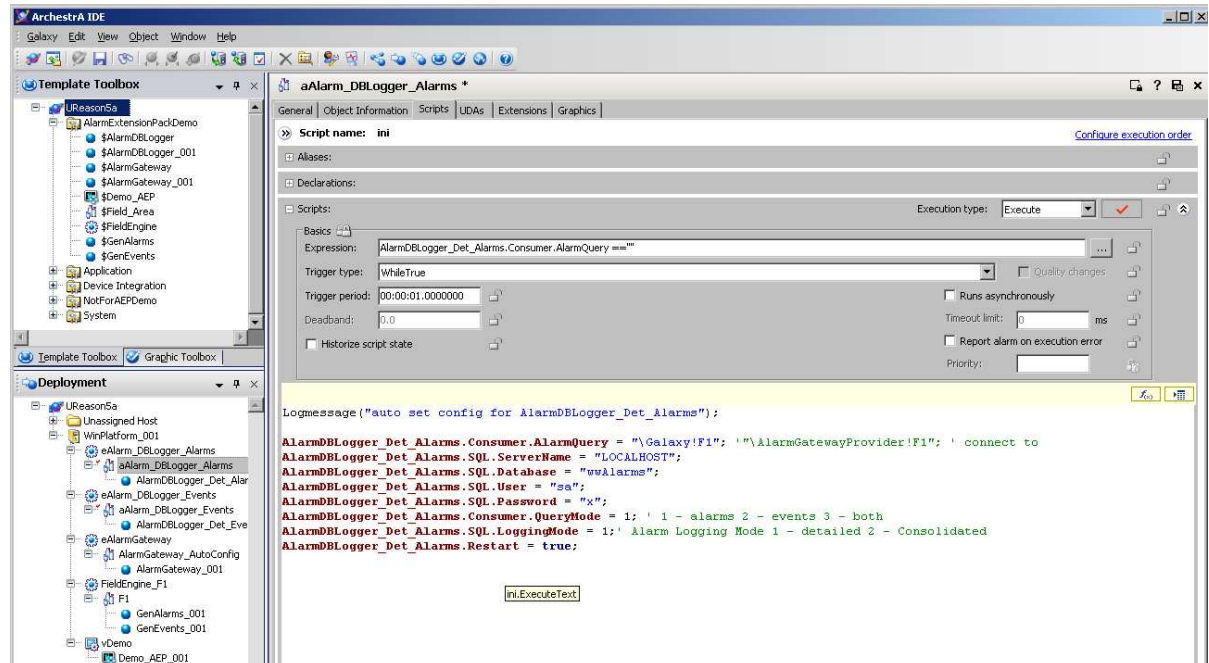 ArchestrA IDE
Galaxy Edit View Object Window Help
Template Toolbox
UReason5a
AlarmExtensionPackDemo
$AlarmDBLogger
$AlarmDBLogger_001
$AlarmGateway
$AlarmGateway_001
$Demo_AEP
$Field_Area
$FieldEngine
$GenAlarms
$GenEvents
Application
Device Integration
NotForAEPDemo
System
Template Toolbox Graphic Toolbox
Deployment
UReason5a
Unassigned Host
WinPlatform_001
eAlarm_DBLogger_Alarms
aAlarm_DBLogger_Alarms
AlarmDBLogger_Det_Alar
eAlarm_DBLogger_Events
aAlarm_DBLogger_Events
AlarmDBLogger_Det_Eve
eAlarmGateway
AlarmGateway_AutoConfig
AlarmGateway_001
FieldEngine_F1
F1
GenAlarms_001
GenEvents_001
vDemo
Demo_AEP_001
aAlarm_DBLogger_Alarms *
General Object Information Scripts UDAs Extensions Graphics
Script name: ini Configure execution order
Aliases:
Declarations:
Scripts: Execution type: Execute
Basics
Expression: AlarmDBLogger_Det_Alarms.Consumer.AlarmQuery ==""  ...
Trigger type: WhileTrue Quality changes
Trigger period: 00:00:01.0000000 Runs asynchronously
Deadband: 0.0 Timeout limit: 0 ms
Historize script state Report alarm on execution error
Priority:
Logmessage("auto set config for AlarmDBLogger_Det_Alarms");
AlarmDBLogger_Det_Alarms.Consumer.AlarmQuery = "\Galaxy!F1"; '"\AlarmGatewayProvider!F1"; ' connect to
AlarmDBLogger_Det_Alarms.SQL.ServerName = "LOCALHOST";
AlarmDBLogger_Det_Alarms.SQL.Database = "wwAlarms";
AlarmDBLogger_Det_Alarms.SQL.User = "sa";
AlarmDBLogger_Det_Alarms.SQL.Password = "x";
AlarmDBLogger_Det_Alarms.Consumer.QueryMode = 1; ' 1 - alarms 2 - events 3 - both
AlarmDBLogger_Det_Alarms.SQL.LoggingMode = 1;' Alarm Logging Mode 1 - detailed 2 - Consolidated
AlarmDBLogger_Det_Alarms.Restart = true;
ini.ExecuteText